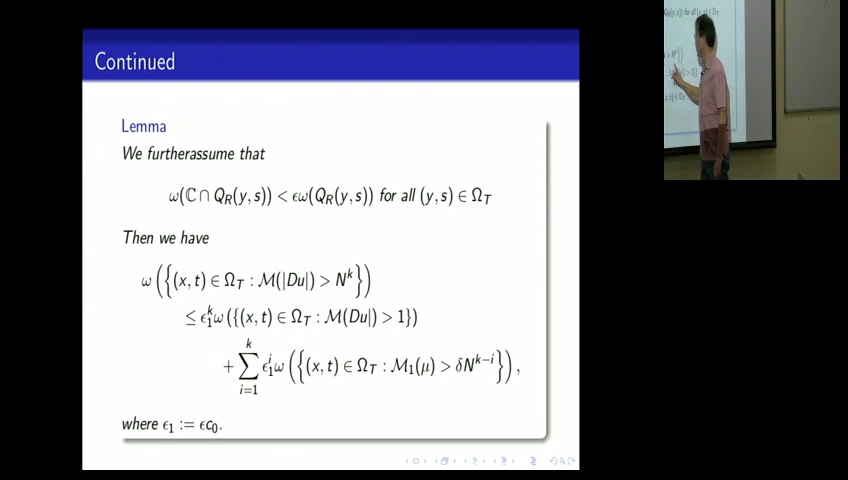 Continued
Lemma
We furtherassume that
ω(ℂ ∩ Q_R(y, s)) < ϵω(Q_R(y, s)) for all (y, s) ∈ Ω_T
Then we have
ω({(x, t) ∈ Ω_T : M(|Du|) > N^k})
≤ ϵ_1^k ω({(x, t) ∈ Ω_T : M(Du|) > 1})
+ ∑_{i=1}^{k} ϵ_1^i ω({(x, t) ∈ Ω_T : M_1(μ) > δN^{k−i}}),
where ϵ_1 := ϵc_0.